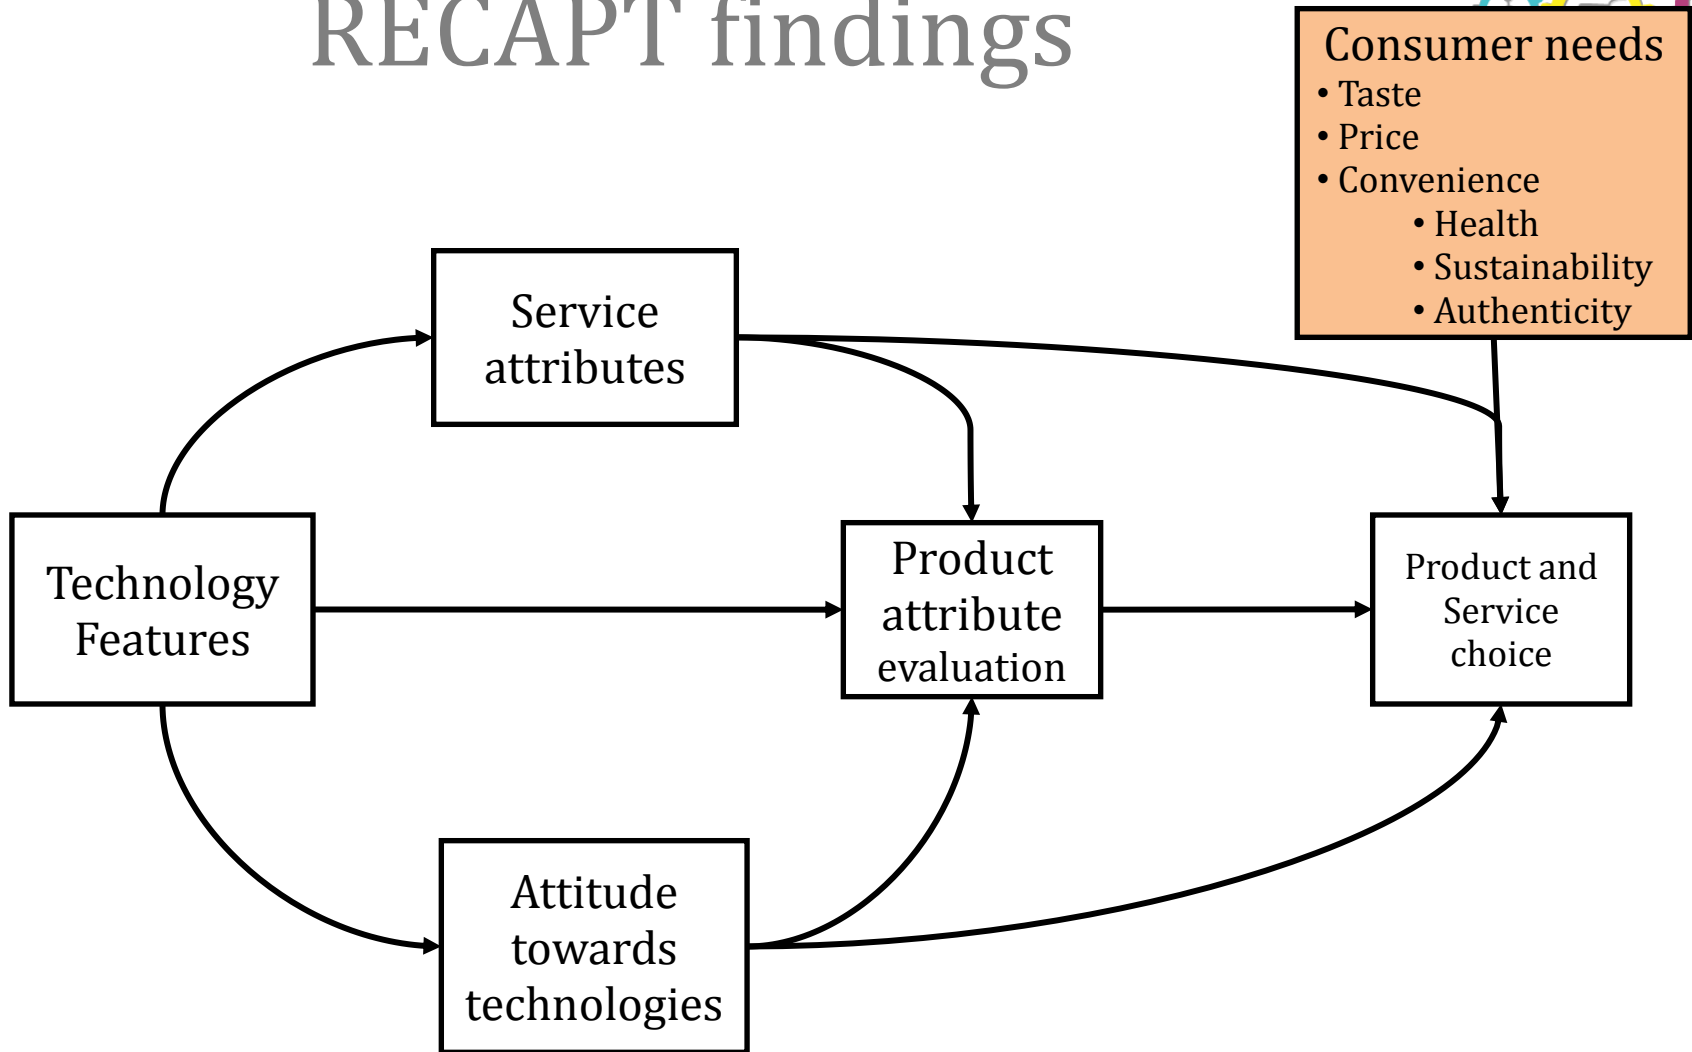 RECAPT findings
Consumer needs
• Taste
• Price
• Convenience
• Health
• Sustainability
• Authenticity
Service
attributes
Technology
Features
Product
attribute
evaluation
Product and
Service
choice
Attitude
towards
technologies